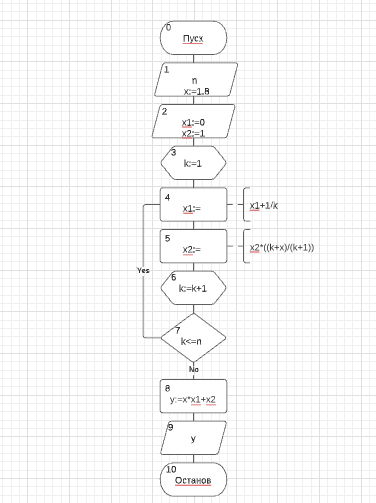 0
Пуск
1
n
x:=1.8
2
x1:=0
x2:=1
3
k:=1
4
x1:=
x1+1/k
5
x2:=
x2*((k+x)/(k+1))
Yes
6
k:=k+1
7
k<=n
No
8
y:=x*x1+x2
9
y
10
Останов